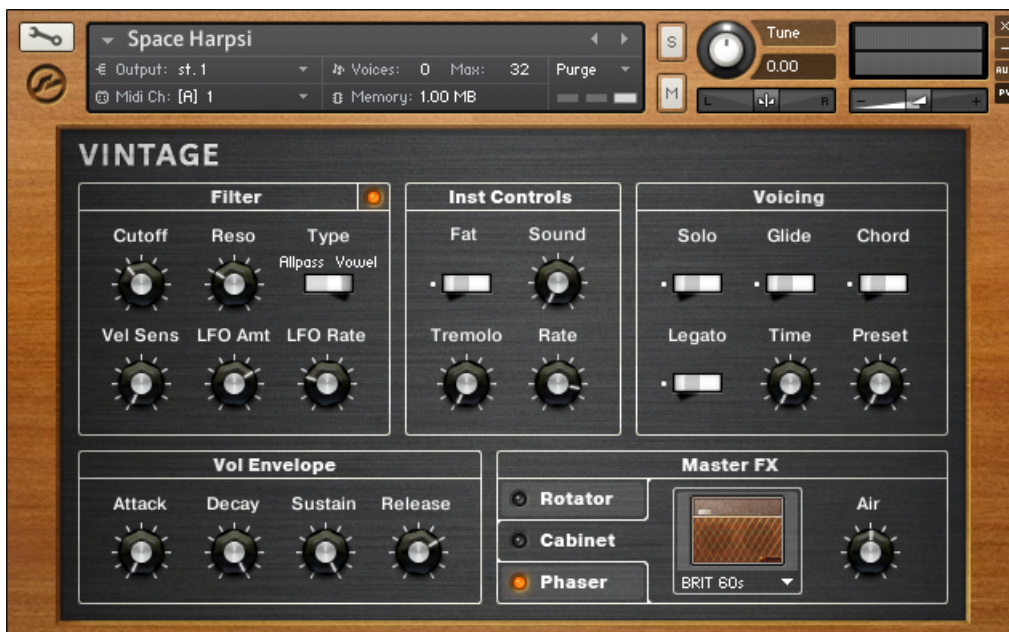 Space Harpsi
Output: st.1 Voices: 0 Max: 32 Purge
Midi Ch: [A] 1 Memory: 1.00 MB
S
M
Tune
0.00
L R
- +
AU
PV
VINTAGE
Filter
Cutoff Reso Type
Allpass Vowel
Vel Sens LFO Amt LFO Rate
Inst Controls
Fat Sound
Tremolo Rate
Voicing
Solo Glide Chord
Legato Time Preset
Vol Envelope
Attack Decay Sustain Release
Master FX
Rotator
Cabinet
Phaser
BRIT 60s
Air